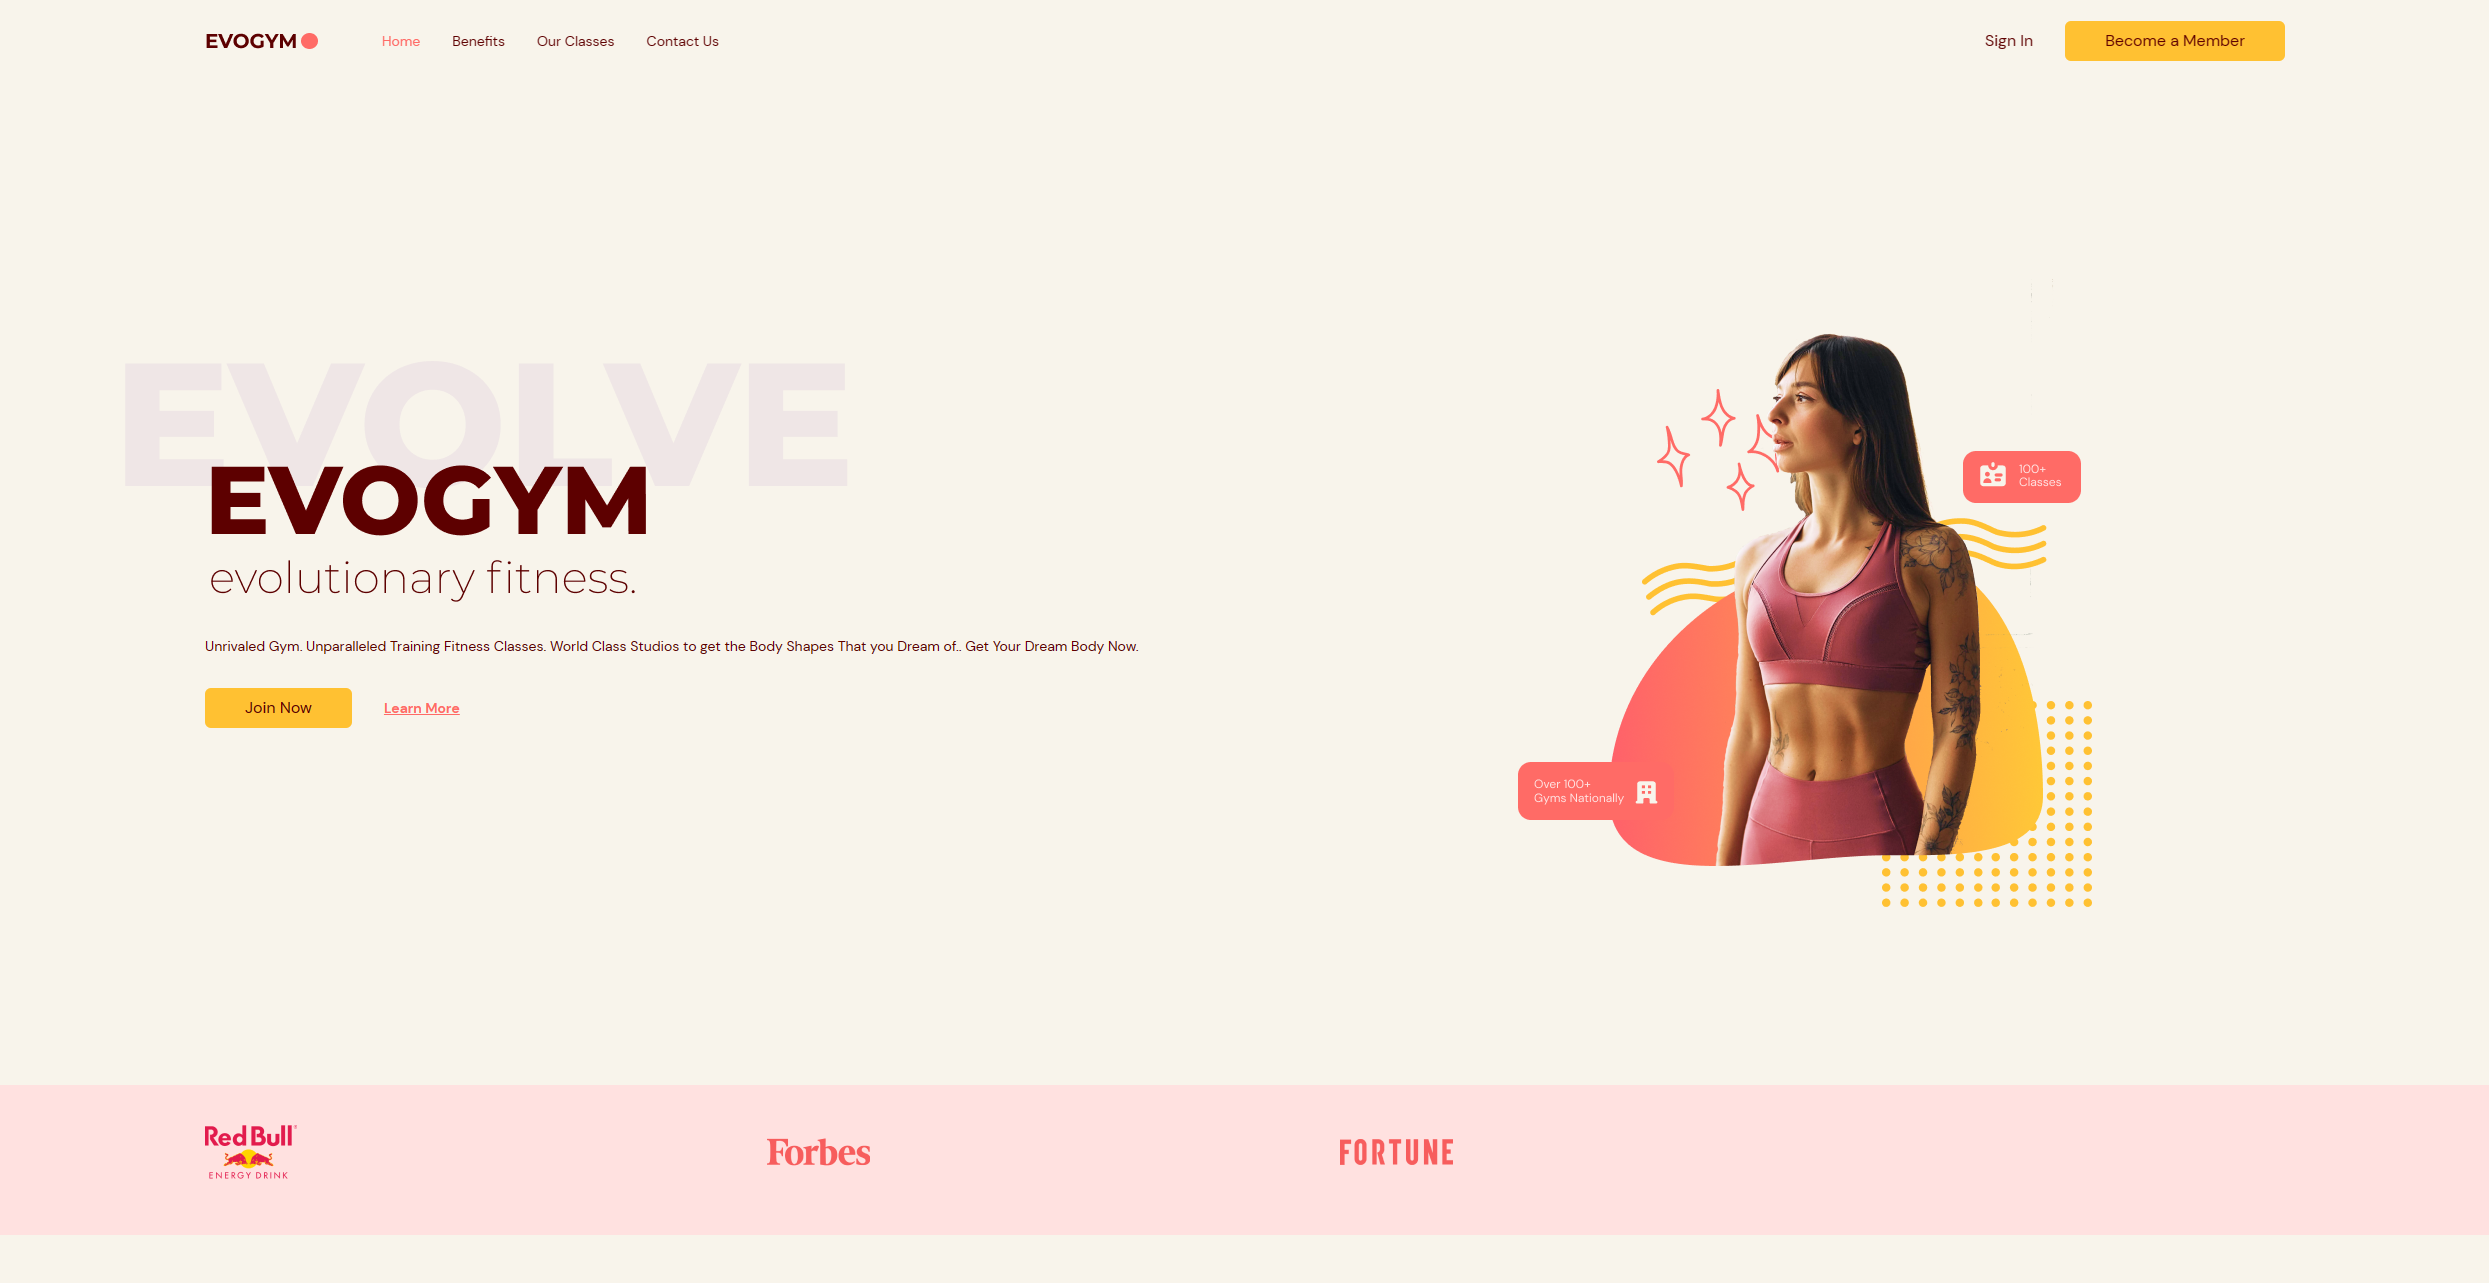 EVOGYM
Home
Benefits
Our Classes
Contact Us
Sign In
Become a Member
EVOLVE
EVOGYM
evolutionary fitness.
Unrivaled Gym. Unparalleled Training Fitness Classes. World Class Studios to get the Body Shapes That you Dream of.. Get Your Dream Body Now.
Join Now
Learn More
100+
Classes
Over 100+
Gyms Nationally
Red Bull
ENERGY DRINK
Forbes
FORTUNE